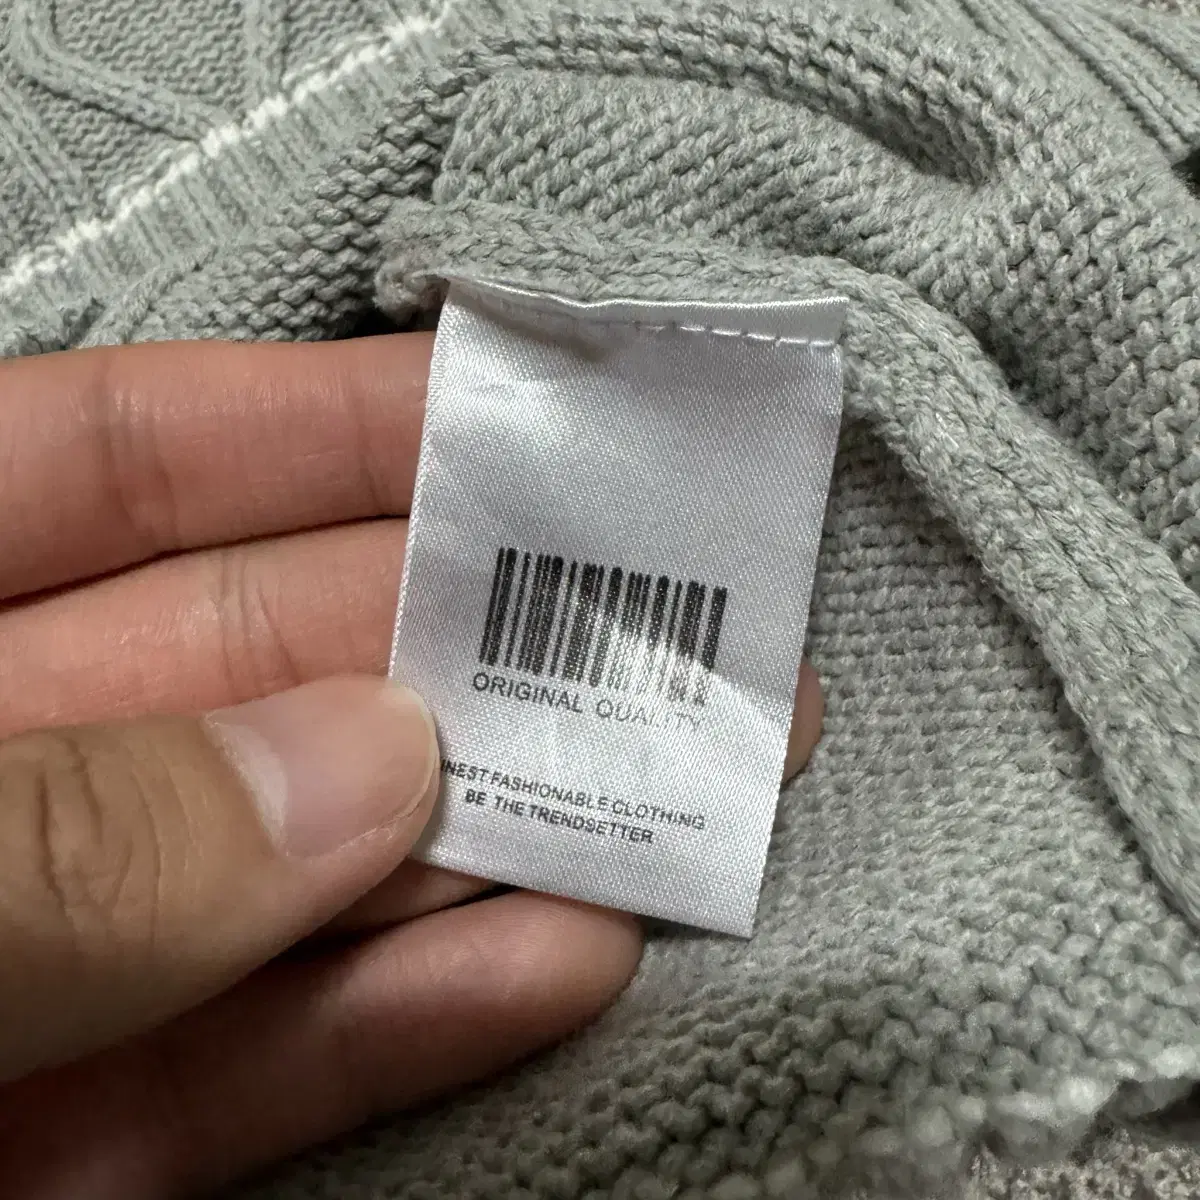 ORIGINAL QUALITY
INEST FASHIONABLE CLOTHING
BE THE TRENDSETTER